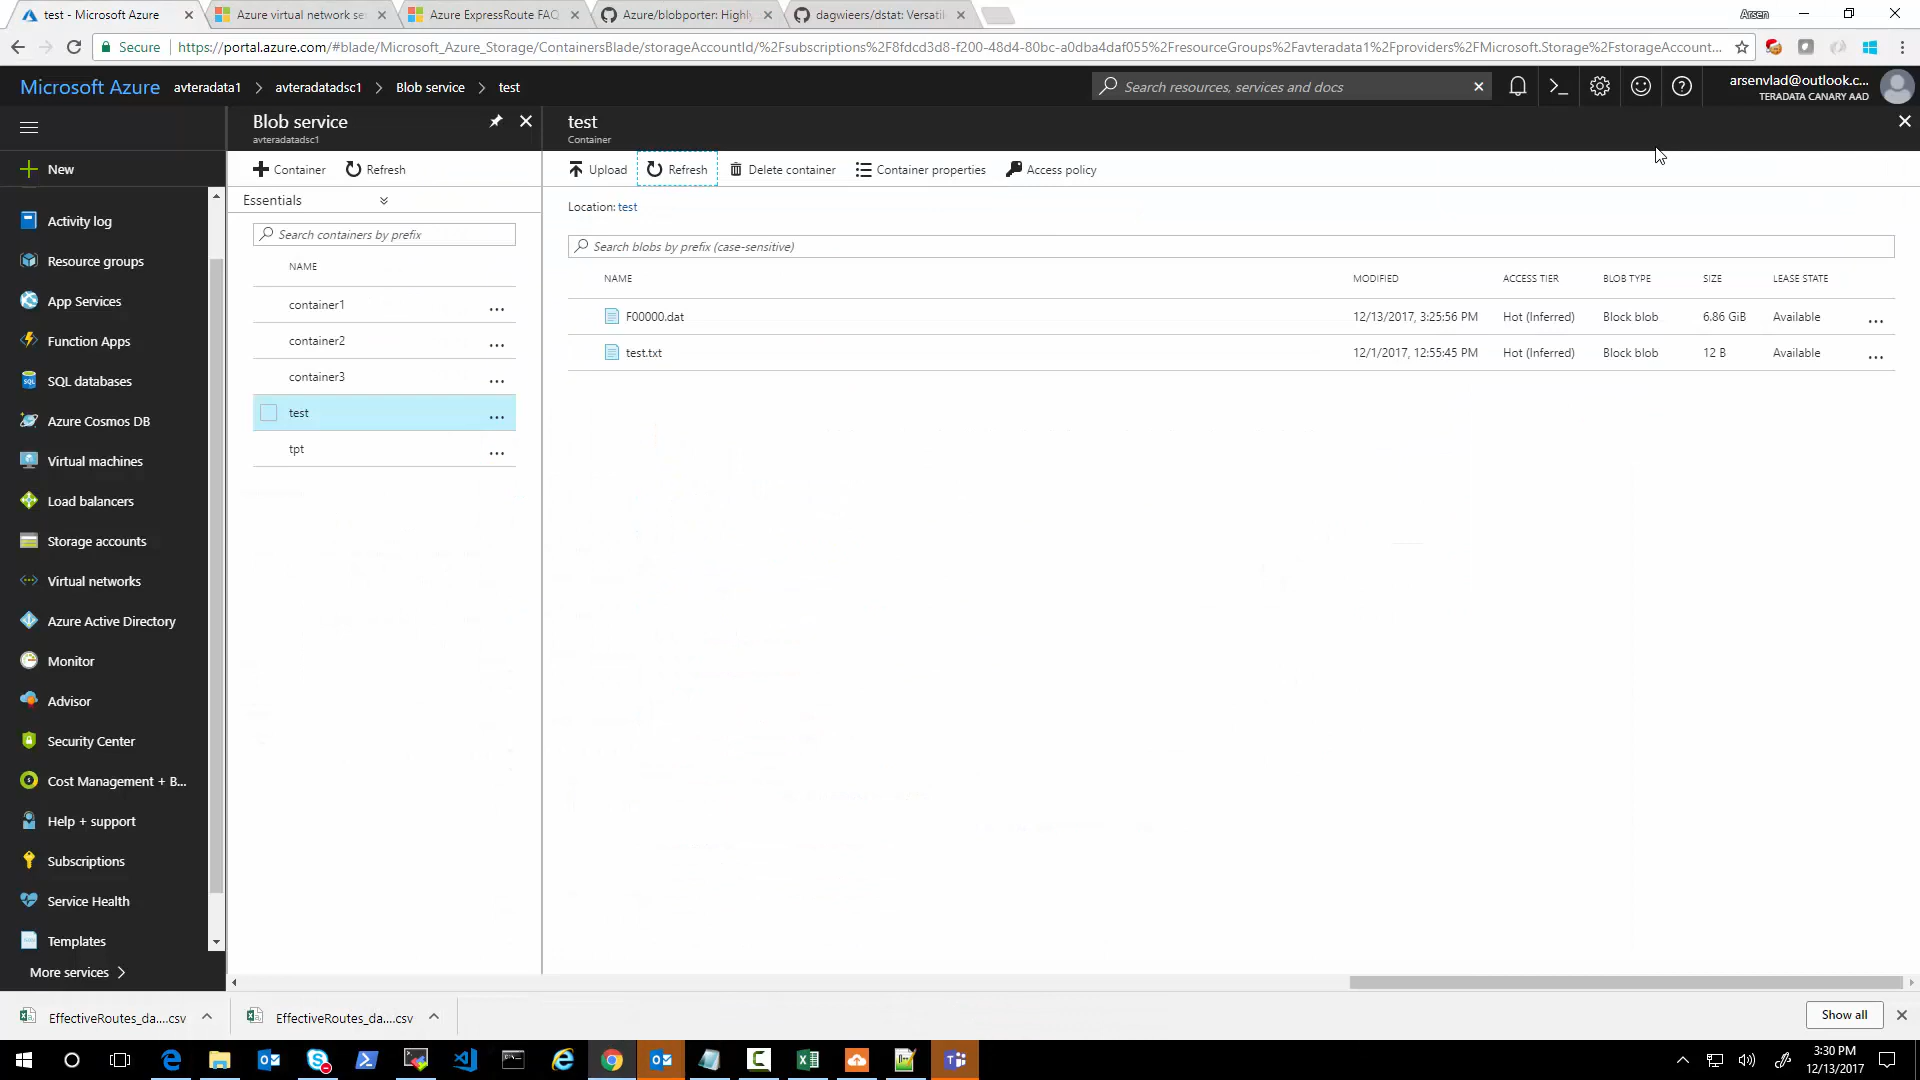 test - Microsoft Azure
Azure virtual network se
Azure ExpressRoute FAQ
Azure/blobporter: Highly
dagwieers/dstat: Versatil
Arsen
Secure
https://portal.azure.com/#blade/Microsoft_Azure_Storage/ContainersBlade/storageAccountId/%2Fsubscriptions%2F8fdcd3d8-f200-48d4-80bc-a0dba4daf055%2FresourceGroups%2Favteradata1%2Fproviders%2FMicrosoft.Storage%2FstorageAccount...
Microsoft Azure avteradata1 > avteradatadsc1 > Blob service > test
Search resources, services and docs
arsenvlad@outlook.c...
TERADATA CANARY AAD
New
Activity log
Resource groups
App Services
Function Apps
SQL databases
Azure Cosmos DB
Virtual machines
Load balancers
Storage accounts
Virtual networks
Azure Active Directory
Monitor
Advisor
Security Center
Cost Management + B...
Help + support
Subscriptions
Service Health
Templates
More services >
Blob service
avteradatadsc1
Container Refresh
Essentials
Search containers by prefix
NAME
container1 ...
container2 ...
container3 ...
test ...
tpt ...
test
Container
Upload Refresh Delete container Container properties Access policy
Location: test
Search blobs by prefix (case-sensitive)
NAME MODIFIED ACCESS TIER BLOB TYPE SIZE LEASE STATE
F00000.dat 12/13/2017, 3:25:56 PM Hot (Inferred) Block blob 6.86 GiB Available ...
test.txt 12/1/2017, 12:55:45 PM Hot (Inferred) Block blob 12 B Available ...
EffectiveRoutes_da....csv
EffectiveRoutes_da....csv
Show all
3:30 PM
12/13/2017